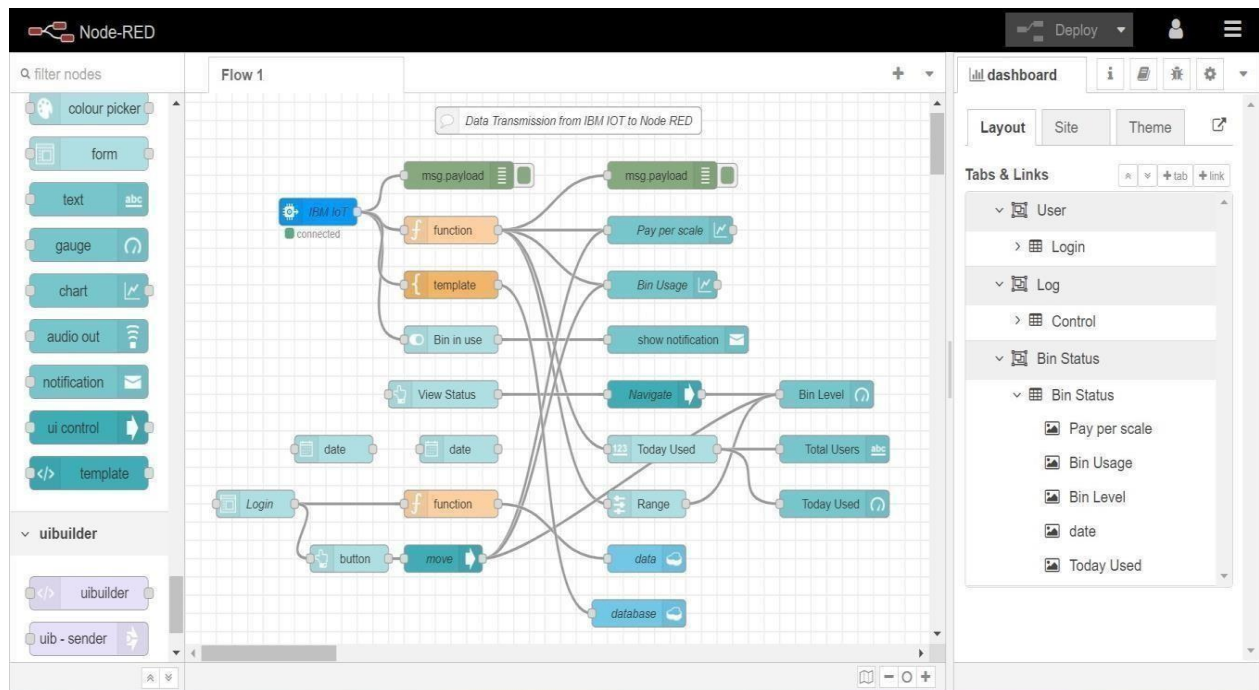 Node-RED
Deploy
filter nodes
colour picker
form
text
abc
gauge
chart
audio out
notification
ui control
template
uibuilder
uibuilder
uib - sender
Flow 1
Data Transmission from IBM IOT to Node RED
msg.payload
msg.payload
IBM IoT
connected
function
Pay per scale
template
Bin Usage
Bin in use
show notification
View Status
Navigate
Bin Level
date
date
123
Today Used
Total Users
abc
Login
function
Range
Today Used
button
move
data
database
dashboard
i
Layout
Site
Theme
Tabs & Links
+tab
+link
User
Login
Log
Control
Bin Status
Bin Status
Pay per scale
Bin Usage
Bin Level
date
Today Used